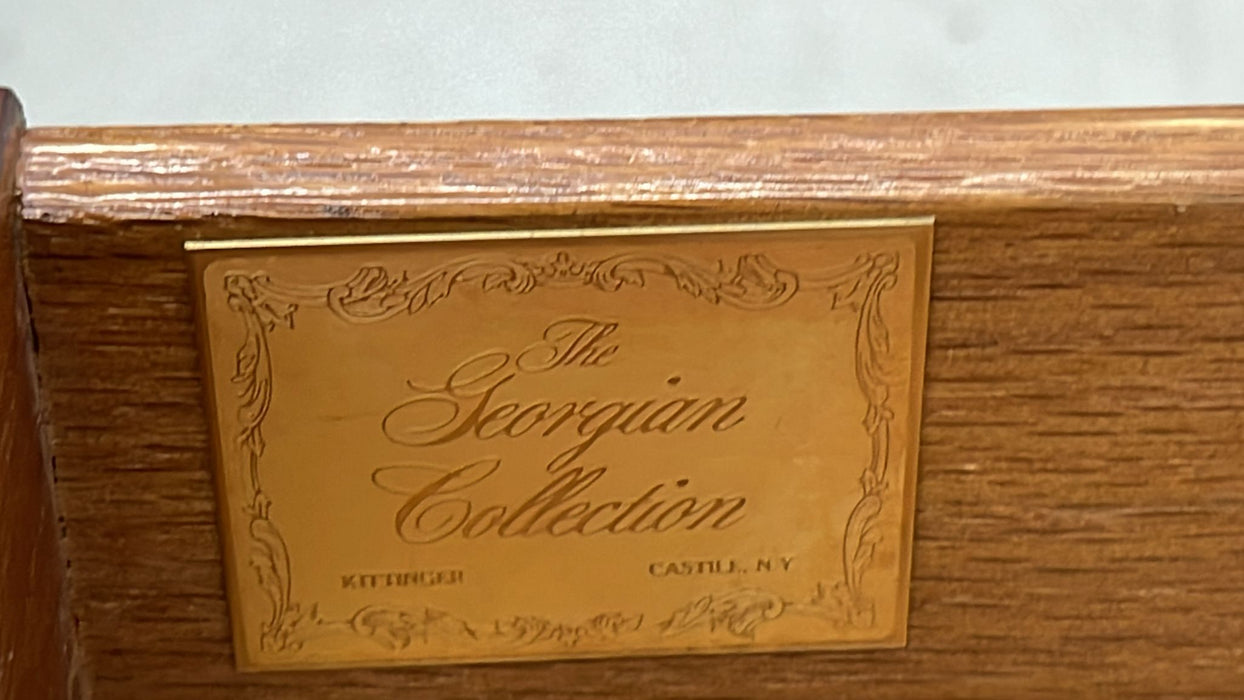 The
Georgian
Collection
KITTINGER CASTILE, N Y